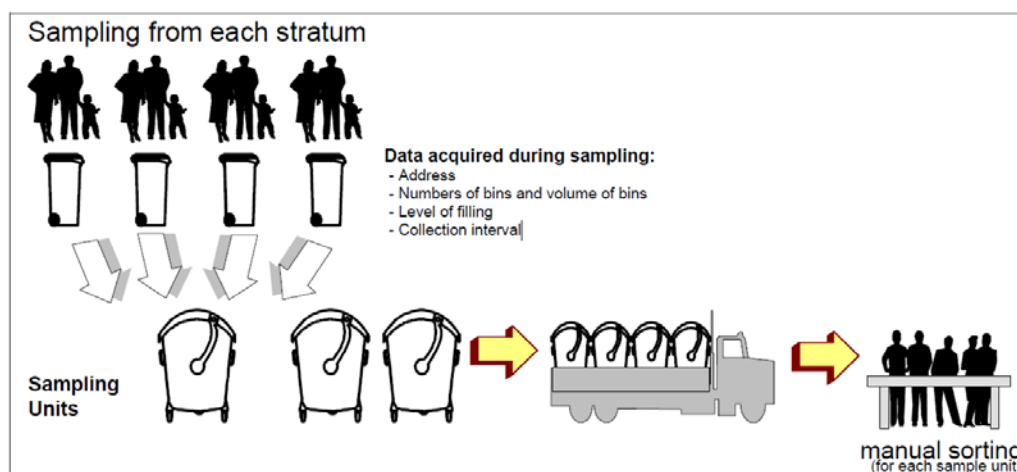 Sampling from each stratum
Data acquired during sampling:
- Address
- Numbers of bins and volume of bins
- Level of filling
- Collection interval
Sampling
Units
manual sorting
(for each sample unit